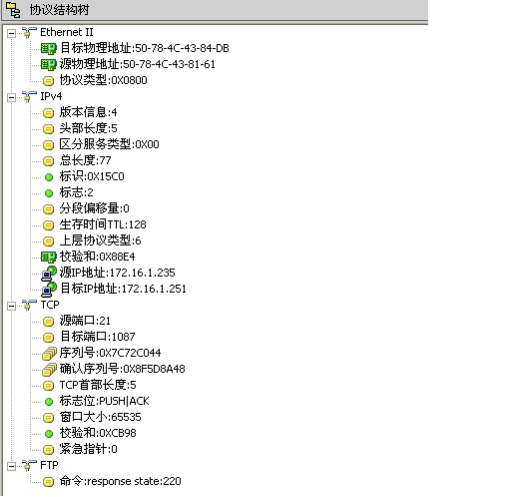 协议结构树
Ethernet II
目标物理地址:50-78-4C-43-84-DB
源物理地址:50-78-4C-43-81-61
协议类型:0X0800
IPv4
版本信息:4
头部长度:5
区分服务类型:0X00
总长度:77
标识:0X15C0
标志:2
分段偏移量:0
生存时间TTL:128
上层协议类型:6
校验和:0X88E4
源IP地址:172.16.1.235
目标IP地址:172.16.1.251
TCP
源端口:21
目标端口:1087
序列号:0X7C72C044
确认序列号:0X8F5D8A48
TCP首部长度:5
标志位:PUSH|ACK
窗口大小:65535
校验和:0XCB98
紧急指针:0
FTP
命令:response state:220